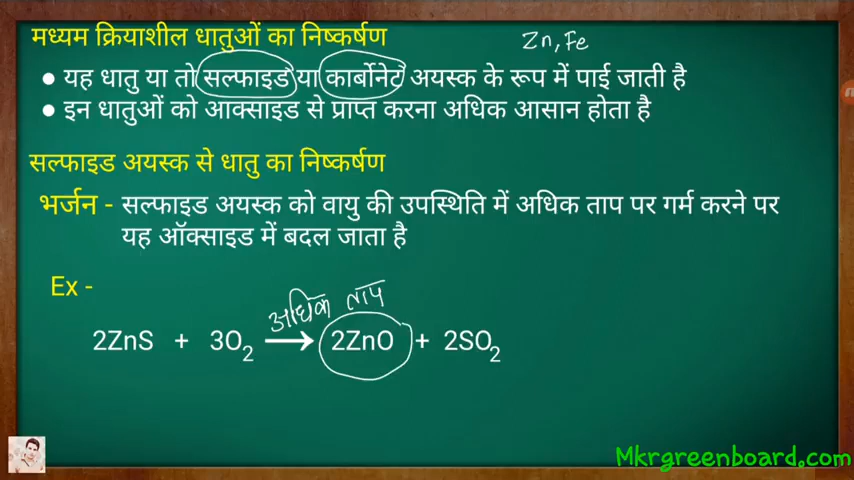 मध्यम क्रियाशील धातुओं का निष्कर्षण
Zn, Fe
● यह धातु या तो सल्फाइड या कार्बोनेट अयस्क के रूप में पाई जाती है
● इन धातुओं को आक्साइड से प्राप्त करना अधिक आसान होता है
सल्फाइड अयस्क से धातु का निष्कर्षण
भर्जन - सल्फाइड अयस्क को वायु की उपस्थिति में अधिक ताप पर गर्म करने पर
यह ऑक्साइड में बदल जाता है
Ex -
अधिक ताप
2ZnS + 3O₂ → 2ZnO + 2SO₂
Mkrgreenboard.com